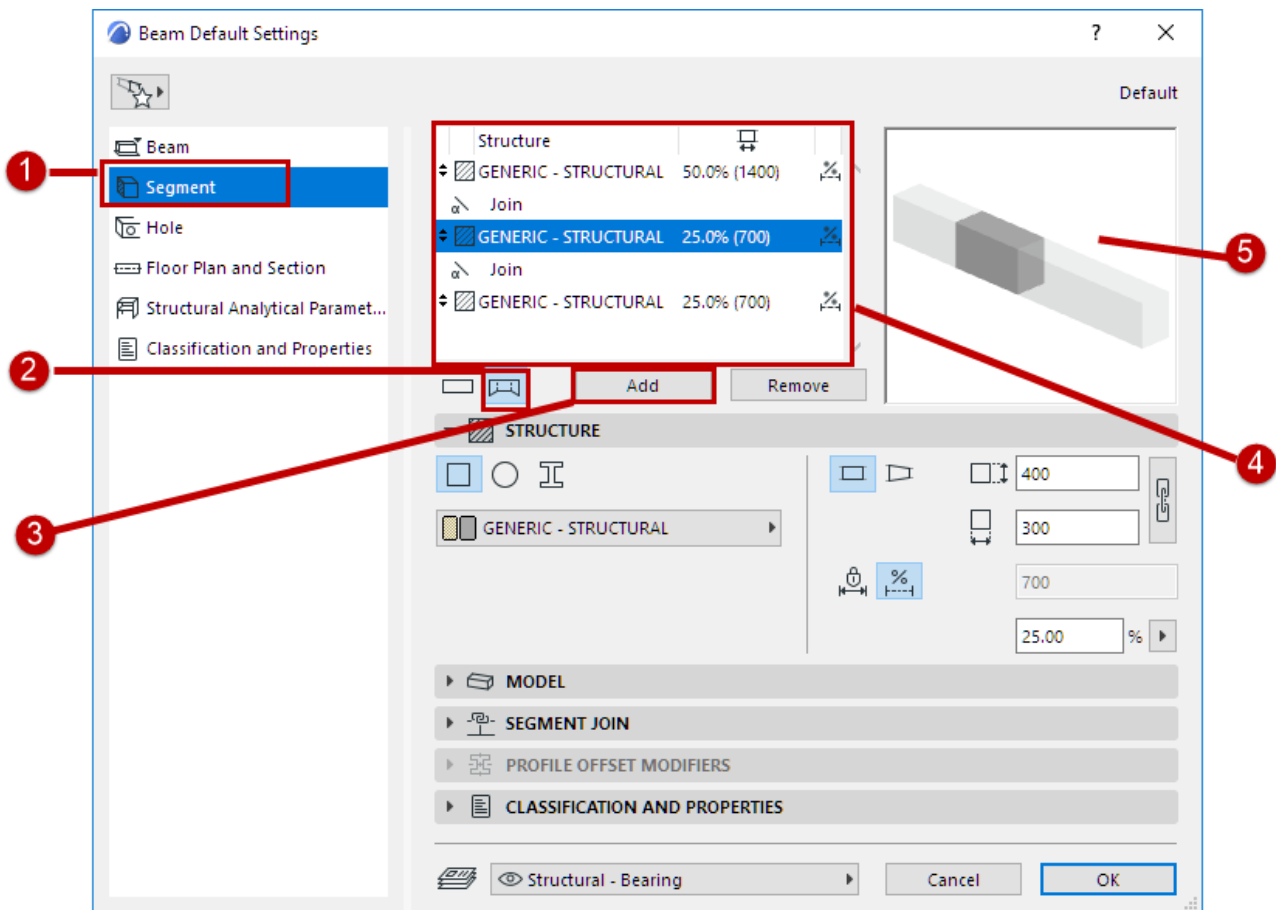 Beam Default Settings
?
Default
Beam
Segment
Hole
Floor Plan and Section
Structural Analytical Paramet...
Classification and Properties
Structure
GENERIC - STRUCTURAL 50.0% (1400)
Join
GENERIC - STRUCTURAL 25.0% (700)
Join
GENERIC - STRUCTURAL 25.0% (700)
Add
Remove
STRUCTURE
GENERIC - STRUCTURAL
400
300
%
700
25.00 %
MODEL
SEGMENT JOIN
PROFILE OFFSET MODIFIERS
CLASSIFICATION AND PROPERTIES
Structural - Bearing
Cancel
OK
1
2
3
4
5